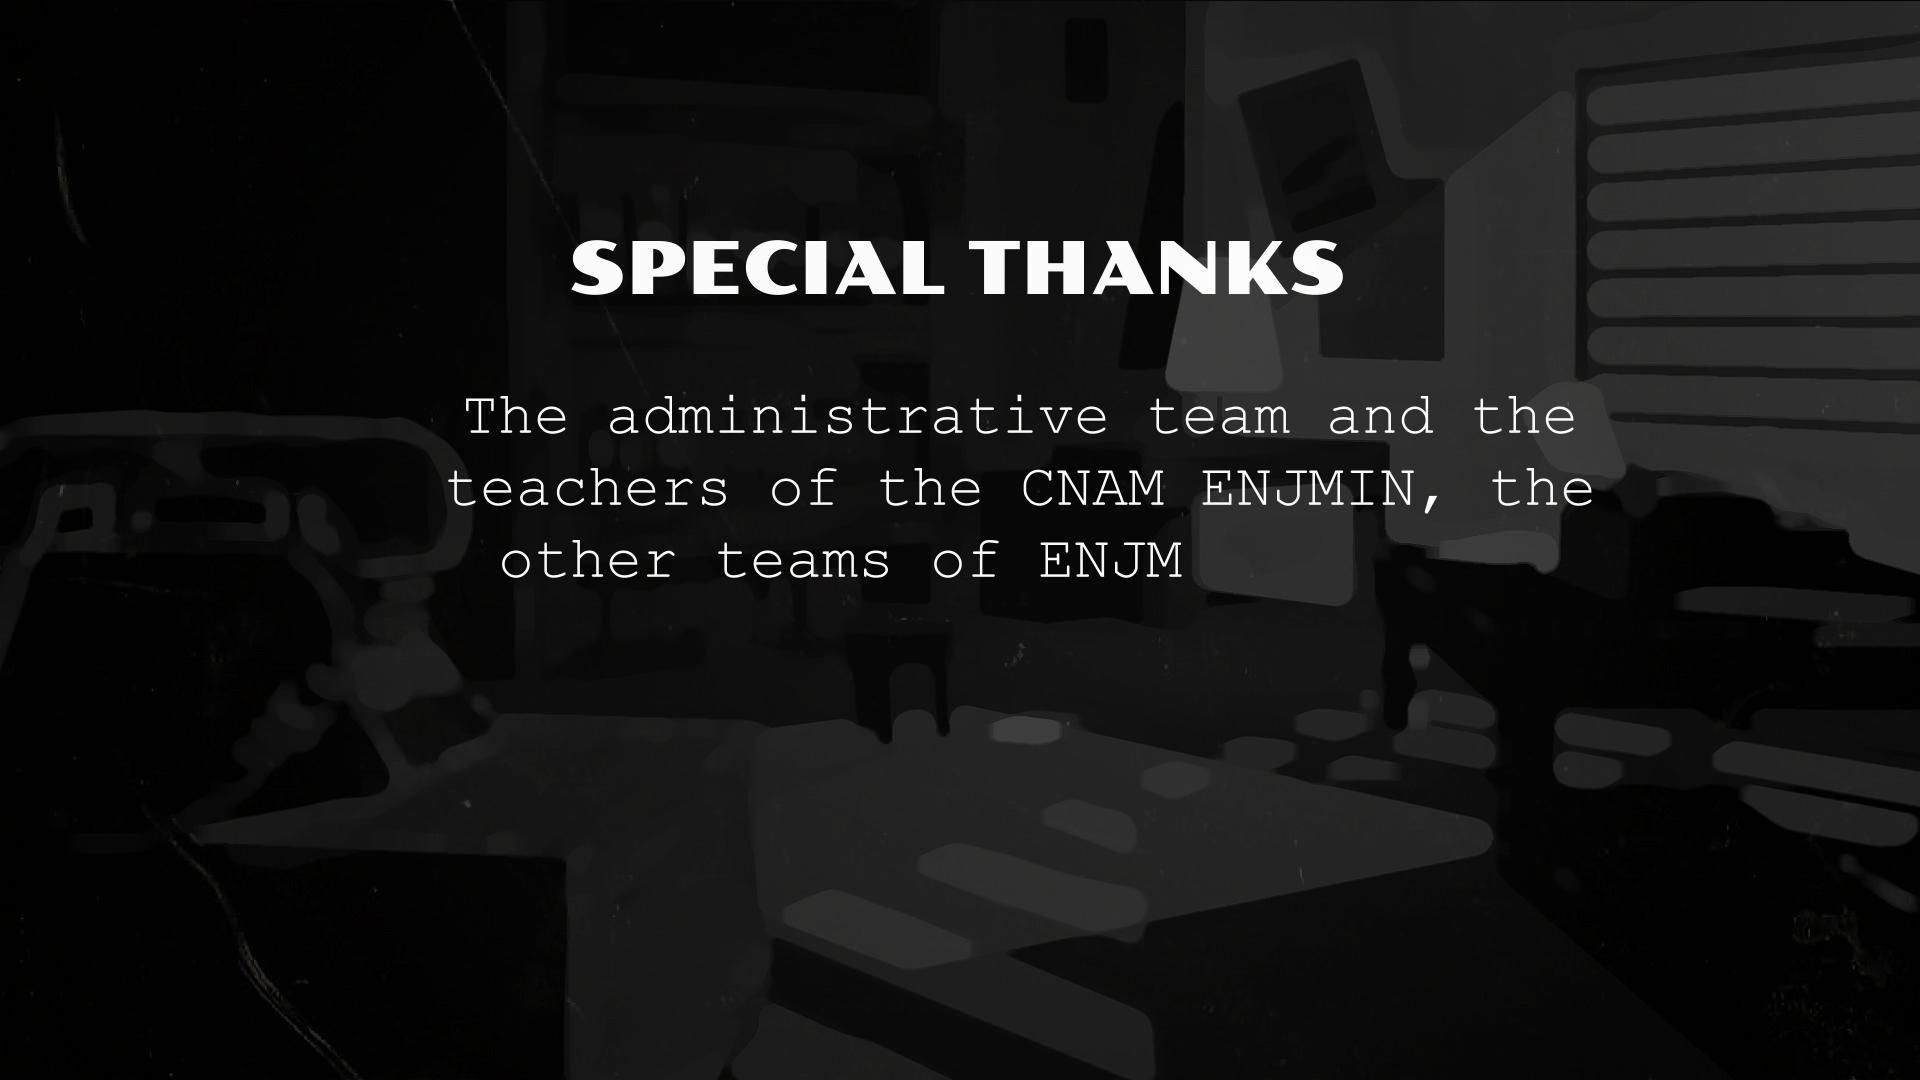 SPECIAL THANKS
The administrative team and the
teachers of the CNAM ENJMIN, the
other teams of ENJM